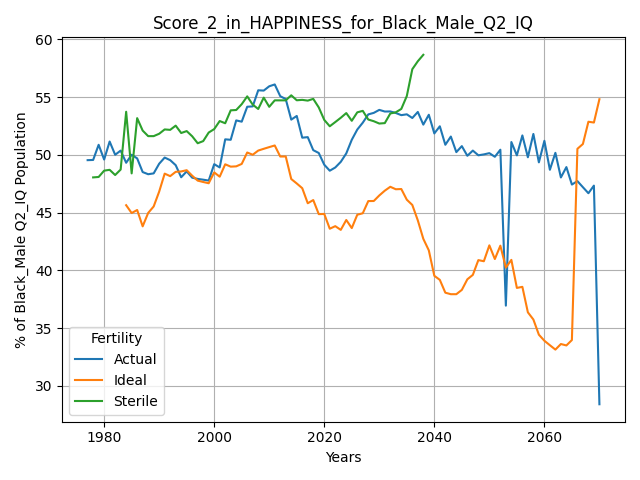 Score_2_in_HAPPINESS_for_Black_Male_Q2_IQ
% of Black_Male Q2_IQ Population
60
55
50
45
40
35
30
Fertility
Actual
Ideal
Sterile
1980 2000 2020 2040 2060
Years